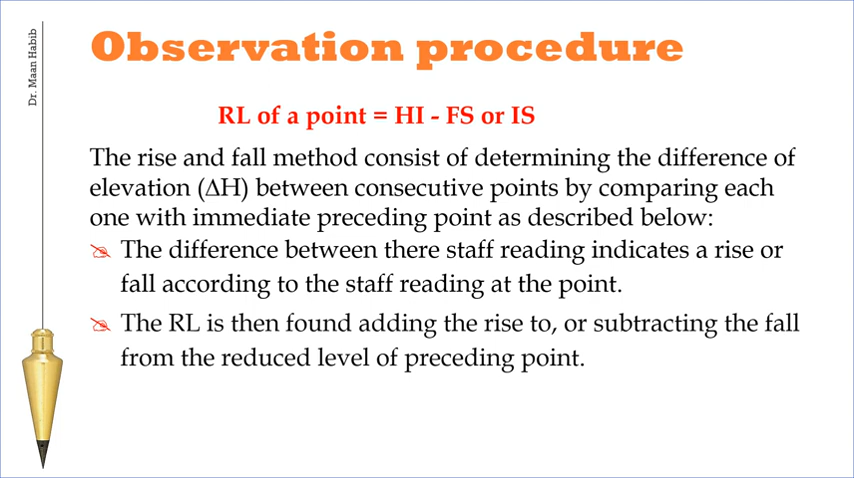 Dr. Maan Habib
Observation procedure
RL of a point = HI - FS or IS
The rise and fall method consist of determining the difference of
elevation (ΔH) between consecutive points by comparing each
one with immediate preceding point as described below:
The difference between there staff reading indicates a rise or
fall according to the staff reading at the point.
The RL is then found adding the rise to, or subtracting the fall
from the reduced level of preceding point.